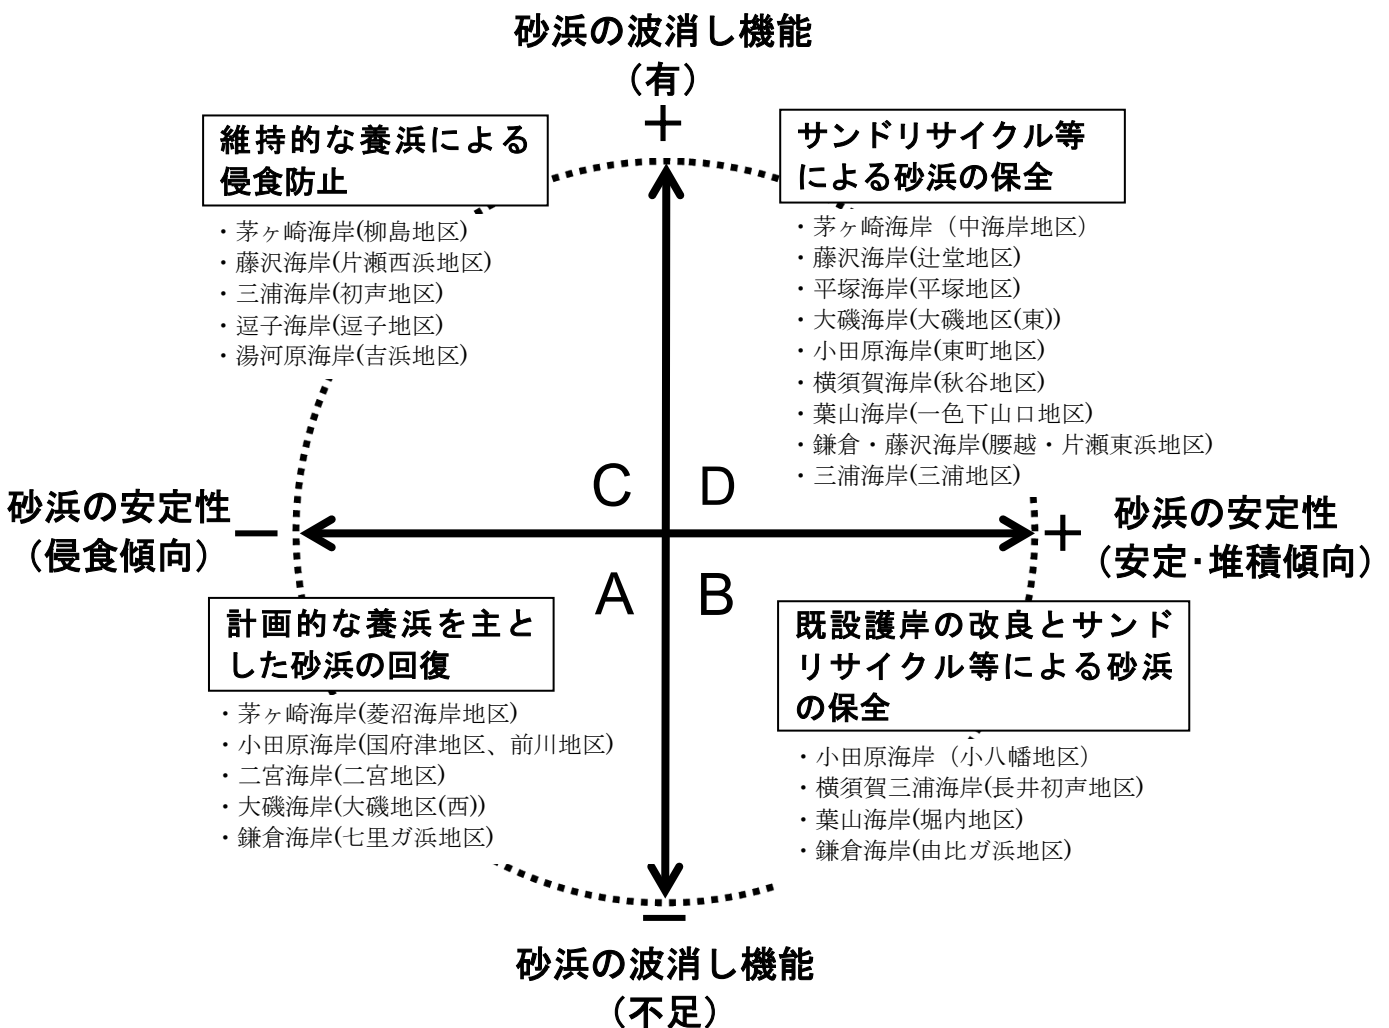 砂浜の波消し機能
（有）
＋
維持的な養浜による
侵食防止
・茅ヶ崎海岸(柳島地区)
・藤沢海岸(片瀬西浜地区)
・三浦海岸(初声地区)
・逗子海岸(逗子地区)
・湯河原海岸(吉浜地区)
サンドリサイクル等
による砂浜の保全
・茅ヶ崎海岸（中海岸地区）
・藤沢海岸(辻堂地区)
・平塚海岸(平塚地区)
・大磯海岸(大磯地区(東))
・小田原海岸(東町地区)
・横須賀海岸(秋谷地区)
・葉山海岸(一色下山口地区)
・鎌倉・藤沢海岸(腰越・片瀬東浜地区)
・三浦海岸(三浦地区)
C
D
砂浜の安定性
（侵食傾向）
－
＋
砂浜の安定性
（安定・堆積傾向）
A
B
計画的な養浜を主と
した砂浜の回復
・茅ヶ崎海岸(菱沼海岸地区)
・小田原海岸(国府津地区、前川地区)
・二宮海岸(二宮地区)
・大磯海岸(大磯地区(西))
・鎌倉海岸(七里ガ浜地区)
既設護岸の改良とサンド
リサイクル等による砂浜
の保全
・小田原海岸（小八幡地区）
・横須賀三浦海岸(長井初声地区)
・葉山海岸(堀内地区)
・鎌倉海岸(由比ガ浜地区)
－
砂浜の波消し機能
（不足）